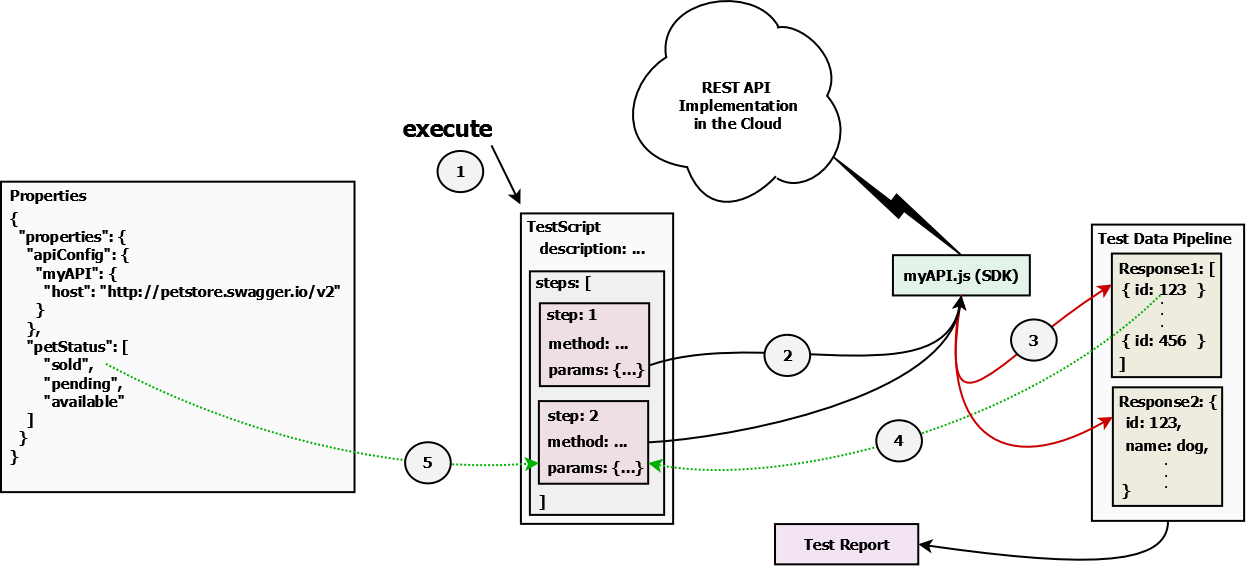 REST API
Implementation
in the Cloud
execute
1
Properties
{
"properties": {
"apiConfig": {
"myAPI": {
"host": "http://petstore.swagger.io/v2"
}
},
"petStatus": [
"sold",
"pending",
"available"
]
}
}
TestScript
description: ...
steps: [
step: 1
method: ...
params: {...}
step: 2
method: ...
params: {...}
]
2
5
myAPI.js (SDK)
3
4
Test Data Pipeline
Response1: [
{ id: 123 }
.
.
.
{ id: 456 }
]
Response2: {
id: 123,
name: dog,
.
.
.
}
Test Report